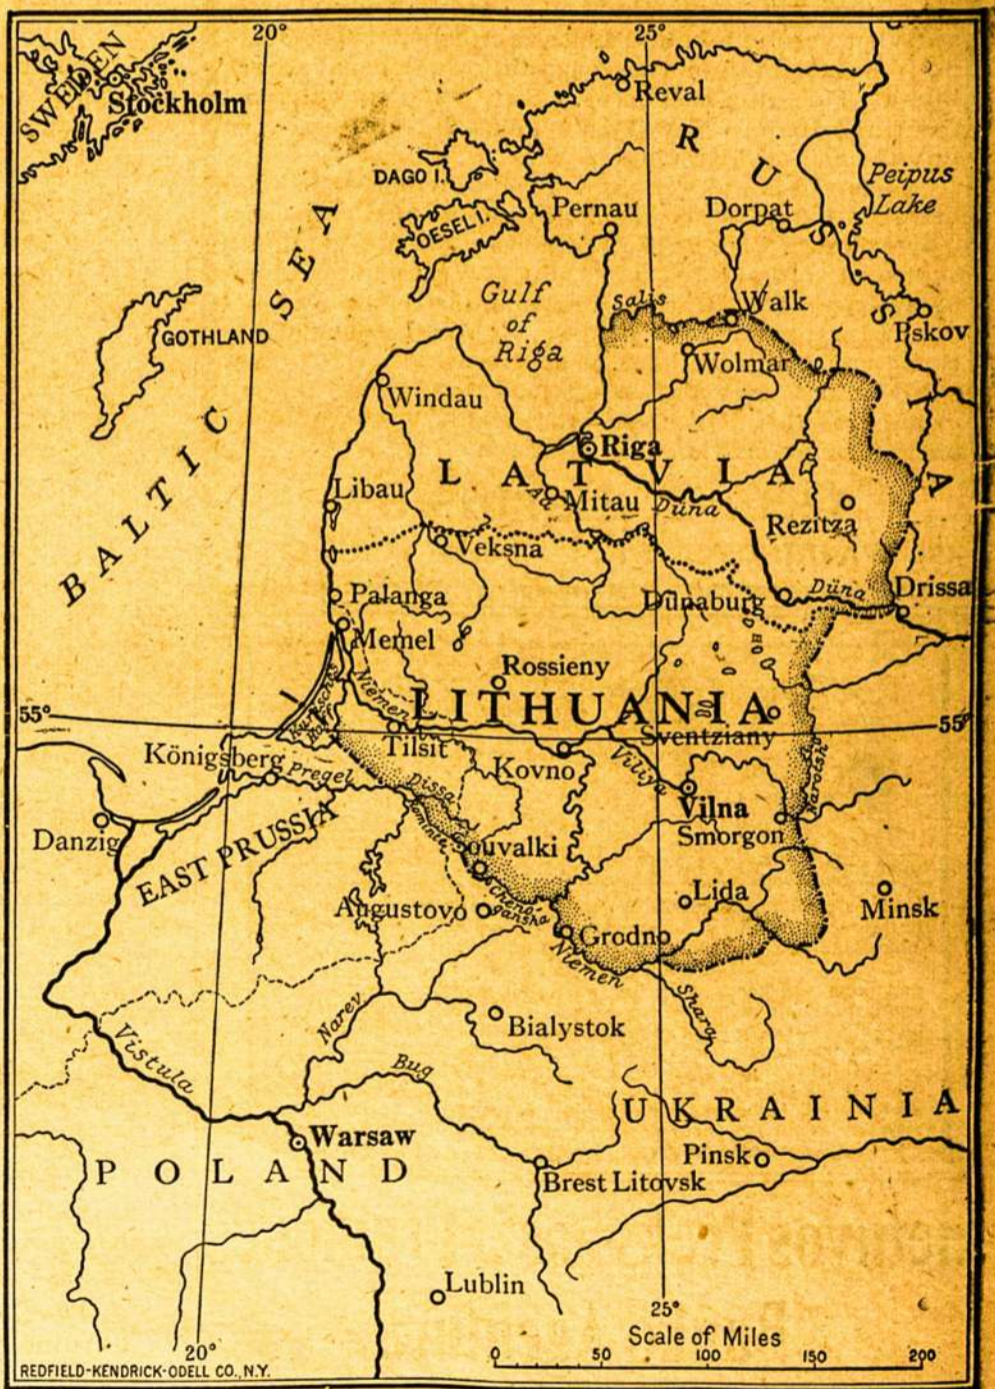 20° 25°
SWEDEN
Stockholm
Reval
R U S S I A
DAGO I.
Peipus
Lake
OESEL I.
Pernau
Dorpat
BALTIC SEA
Gulf
of
Riga
Salis
Walk
GOTHLAND
Pskov
Wolmar
Windau
Riga
LATVIA
Libau
Aa
Mitau
Düna
Rezitza
Veksna
Palanga
Dünaburg
Düna
Drissa
Memel
Rossieny
Niemen
LITHUANIA
55° 55°
Tilsit
Sventziany
Königsberg
Pregel
Kovno
Viliya
Dissa
Vilna
Danzig
Smorgon
EAST PRUSSIA
Souvalki
Augustovo
Lida
Minsk
Grodno
Niemen
Shara
Narev
Bialystok
Vistula
Bug
UKRAINIA
Warsaw
Pinsk
POLAND
Brest Litovsk
Lublin
25°
Scale of Miles
20°
0 50 100 150 200
REDFIELD-KENDRICK-ODELL CO., N.Y.